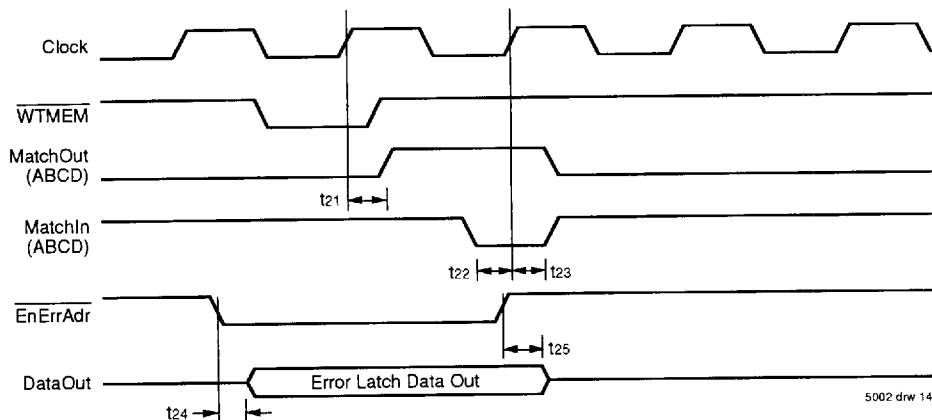 Clock
WTMEM
MatchOut
(ABCD)
t21
MatchIn
(ABCD)
t22
t23
EnErrAdr
t25
DataOut
Error Latch Data Out
t24
5002 drw 14